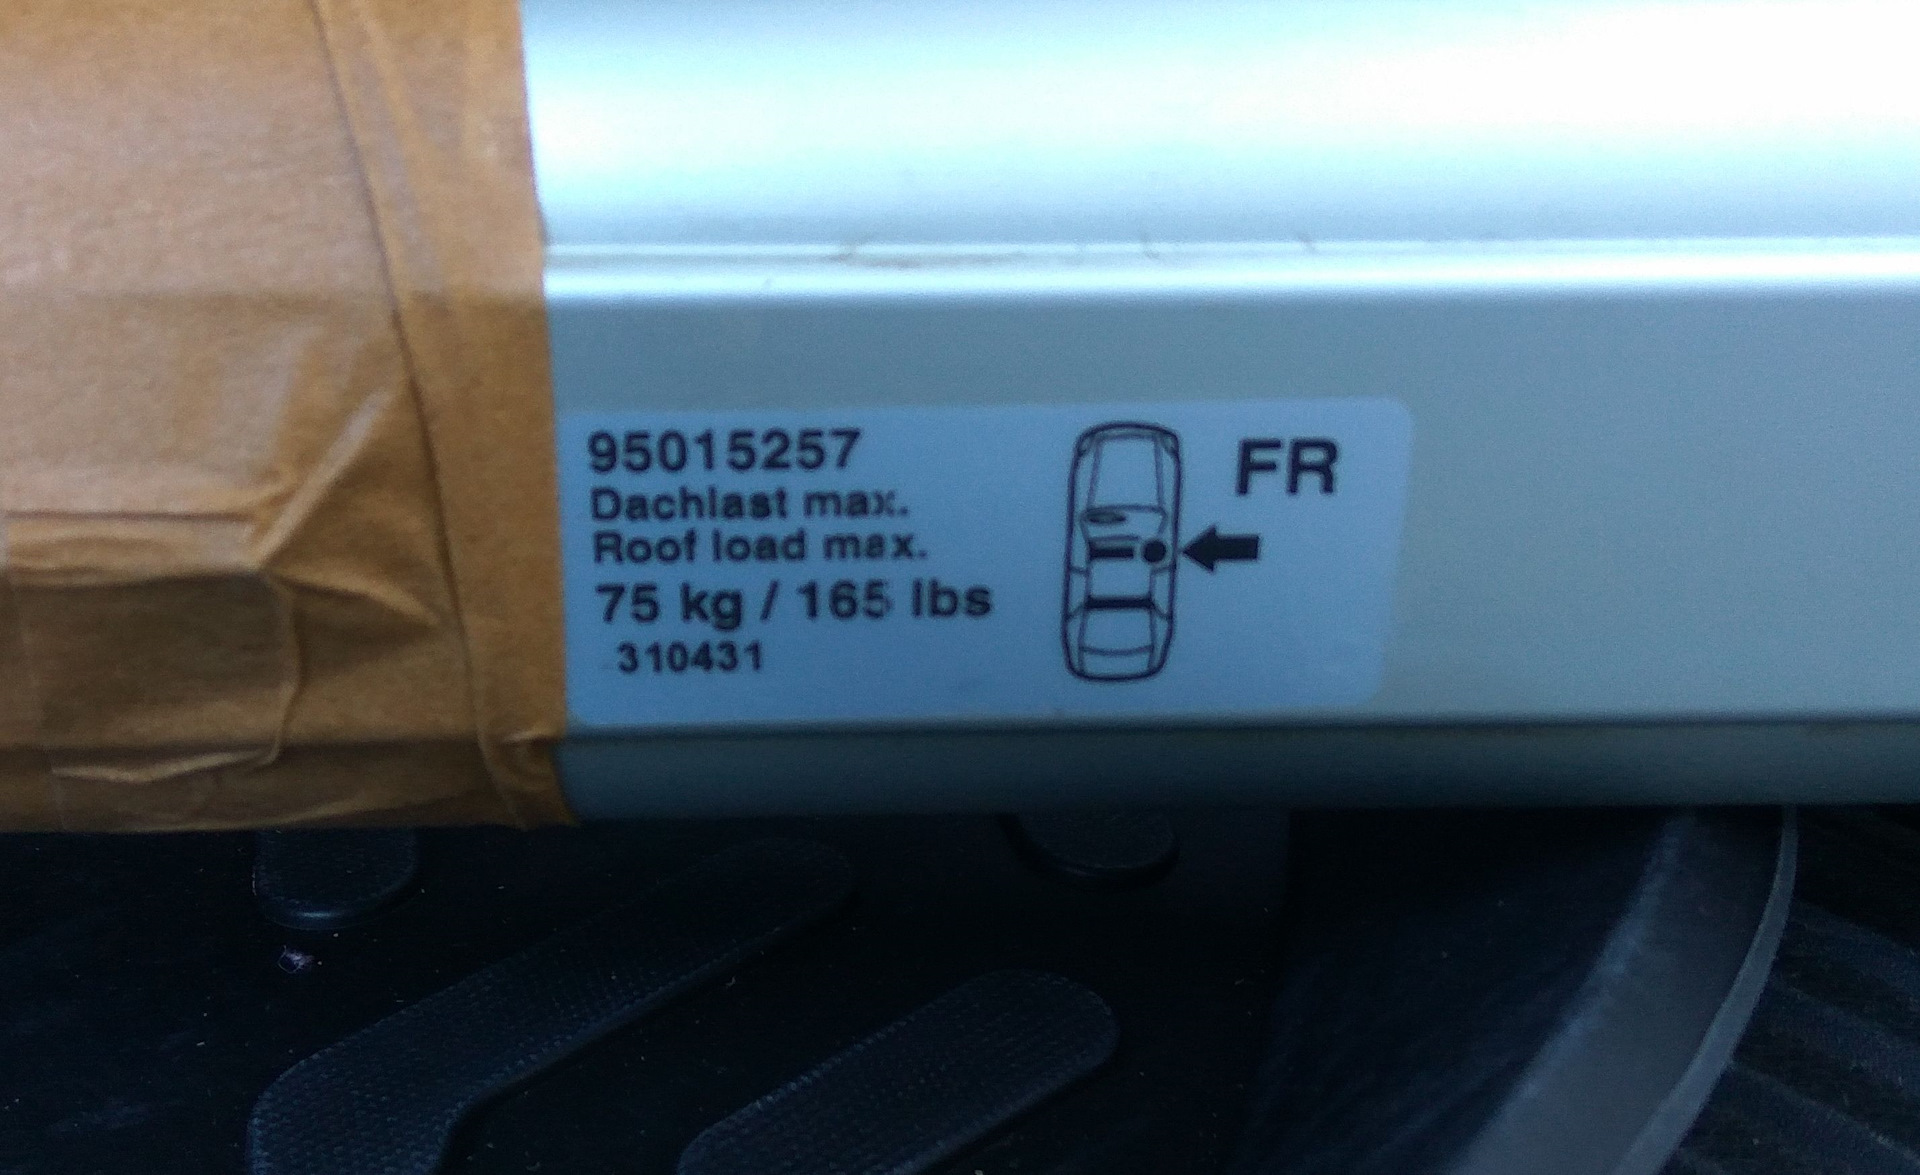 95015257
Dachlast max.
Roof load max.
75 kg / 165 lbs
310431
FR